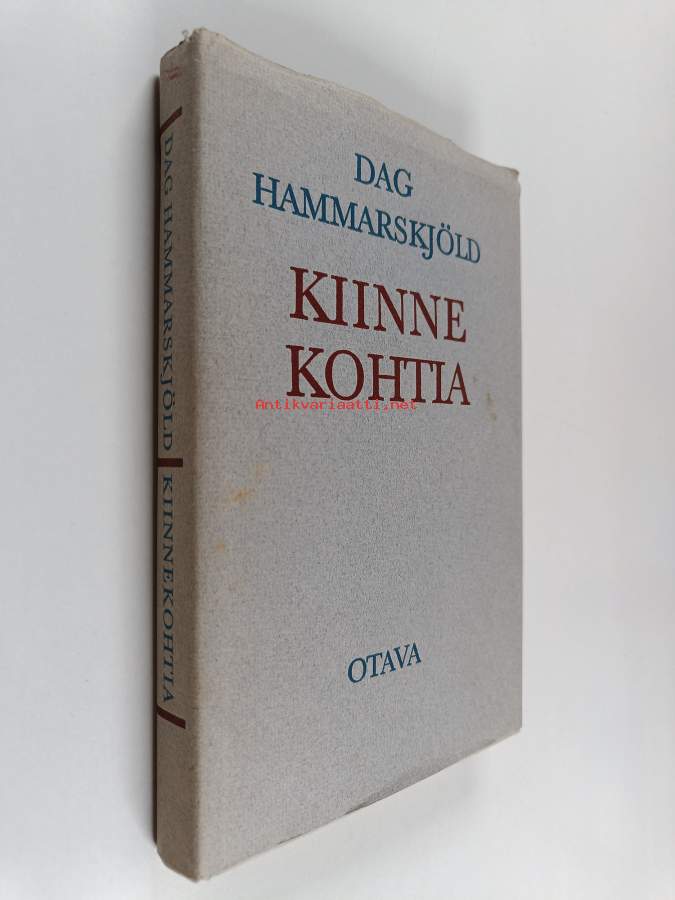 DAG
HAMMARSKJÖLD
KIINNE
KOHTIA
Antikvariaatti.net
OTAVA
DAG HAMMARSKJÖLD KIINNEKOHTIA